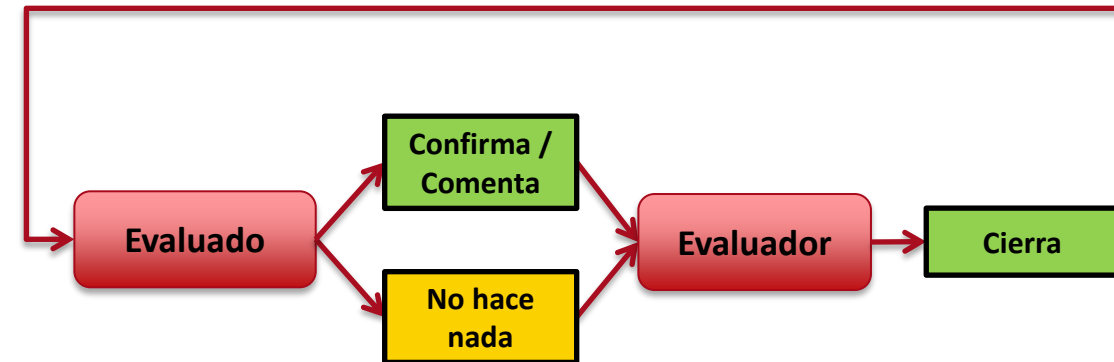 Confirma /
Comenta
Evaluado
Evaluador
Cierra
No hace
nada